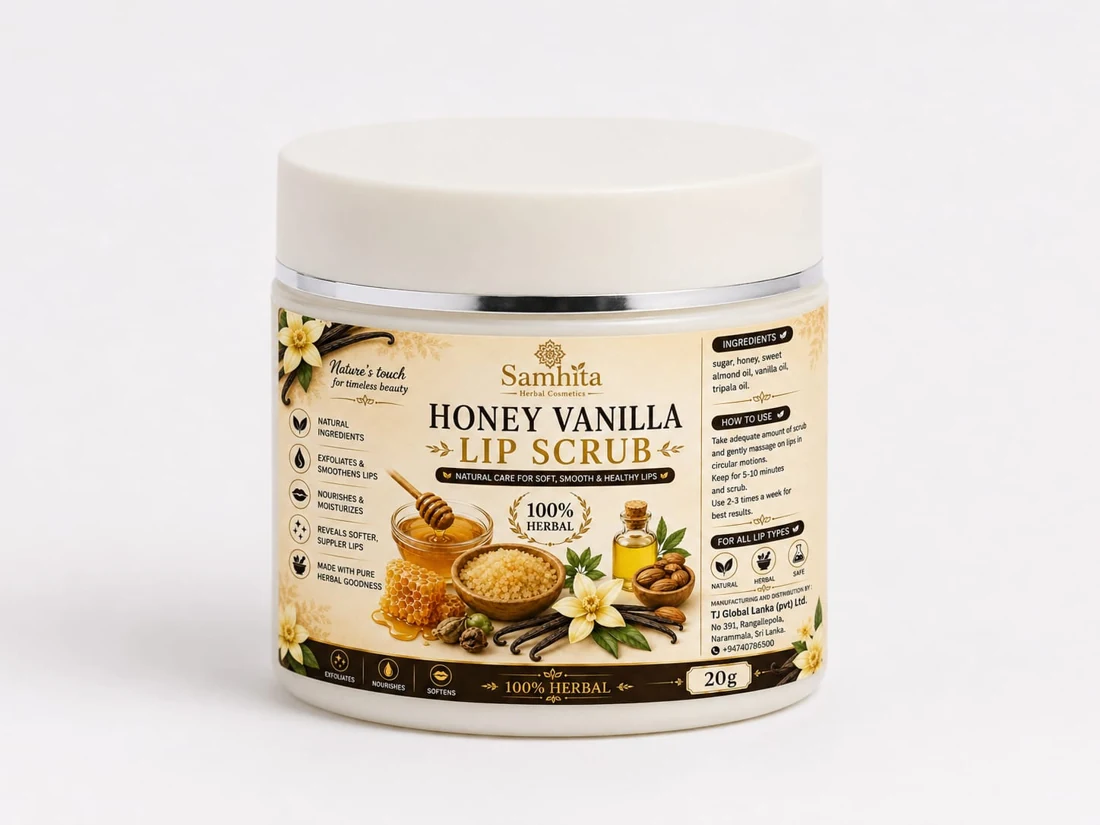 Nature's touch
for timeless beauty
NATURAL
INGREDIENTS
EXFOLIATES &
SMOOTHENS LIPS
NOURISHES &
MOISTURIZES
REVEALS SOFTER,
SUPPLER LIPS
MADE WITH PURE
HERBAL GOODNESS
Samhita
Herbal Cosmetics
HONEY VANILLA
LIP SCRUB
NATURAL CARE FOR SOFT, SMOOTH & HEALTHY LIPS
100%
HERBAL
INGREDIENTS
sugar, honey, sweet
almond oil, vanilla oil,
tripala oil.
HOW TO USE
Take adequate amount of scrub
and gently massage on lips in
circular motions.
Keep for 5-10 minutes
and scrub.
Use 2-3 times a week for
best results.
FOR ALL LIP TYPES
NATURAL
HERBAL
SAFE
MANUFACTURING AND DISTRIBUTION BY:
TJ Global Lanka (pvt) Ltd.
No 391, Rangallepola,
Narammala, Sri Lanka.
+94740786500
EXFOLIATES
NOURISHES
SOFTENS
100% HERBAL
20g